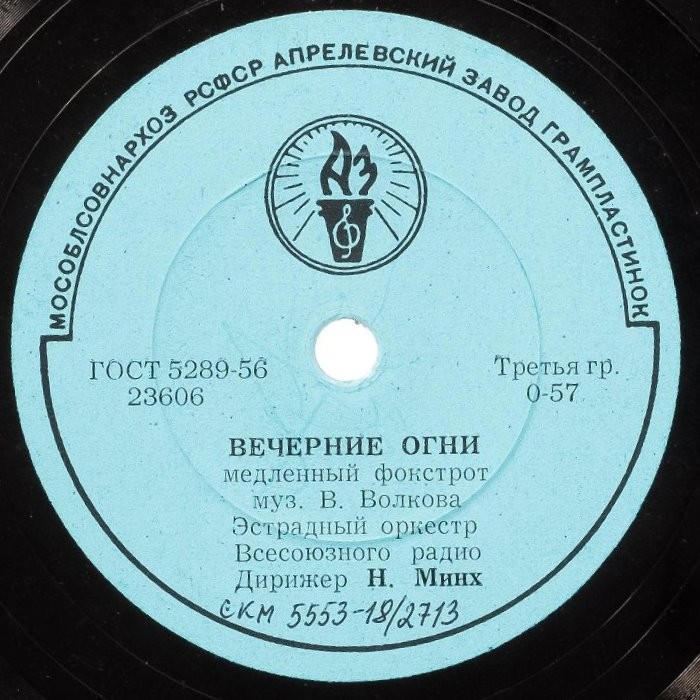 МОСОБЛСОВНАРХОЗ РСФСР АПРЕЛЕВСКИЙ ЗАВОД ГРАМПЛАСТИНОК
АЗ
ГОСТ 5289-56
23606
Третья гр.
0-57
ВЕЧЕРНИЕ ОГНИ
медленный фокстрот
муз. В. Волкова
Эстрадный оркестр
Всесоюзного радио
Дирижер Н. Минх
СКМ 5553-18/2713